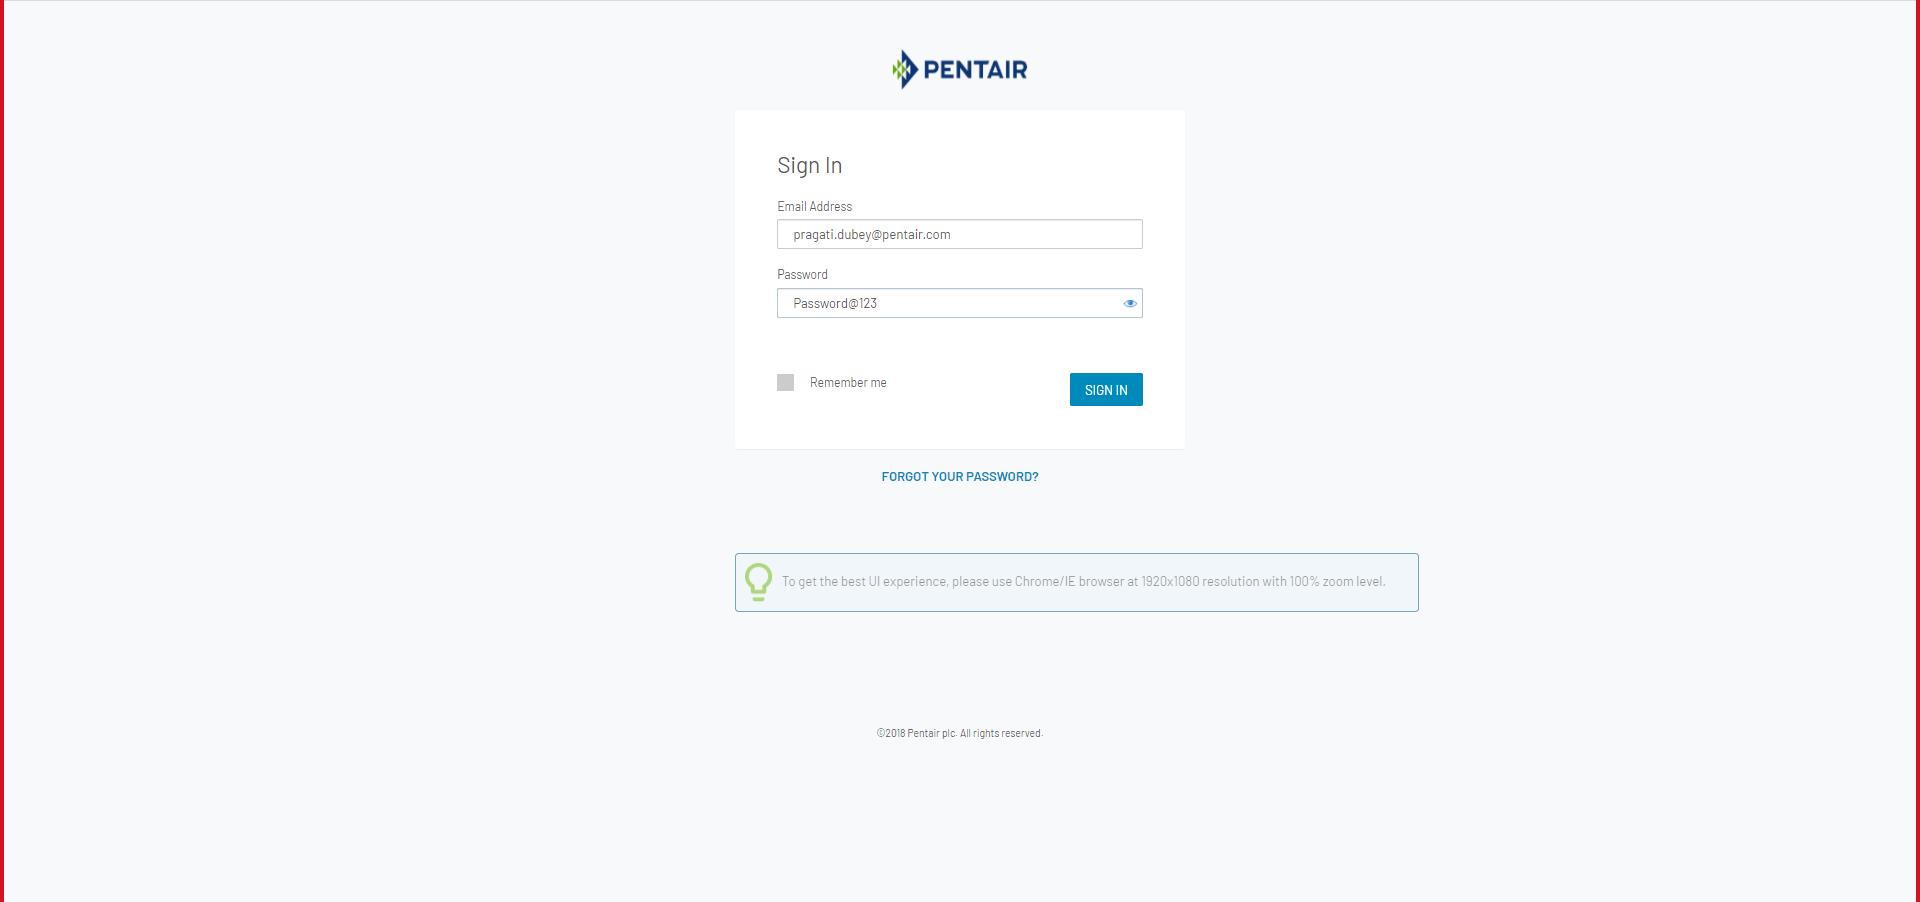 PENTAIR
Sign In
Email Address
pragati.dubey@pentair.com
Password
Password@123
Remember me
SIGN IN
FORGOT YOUR PASSWORD?
To get the best UI experience, please use Chrome/IE browser at 1920x1080 resolution with 100% zoom level.
©2018 Pentair plc. All rights reserved.